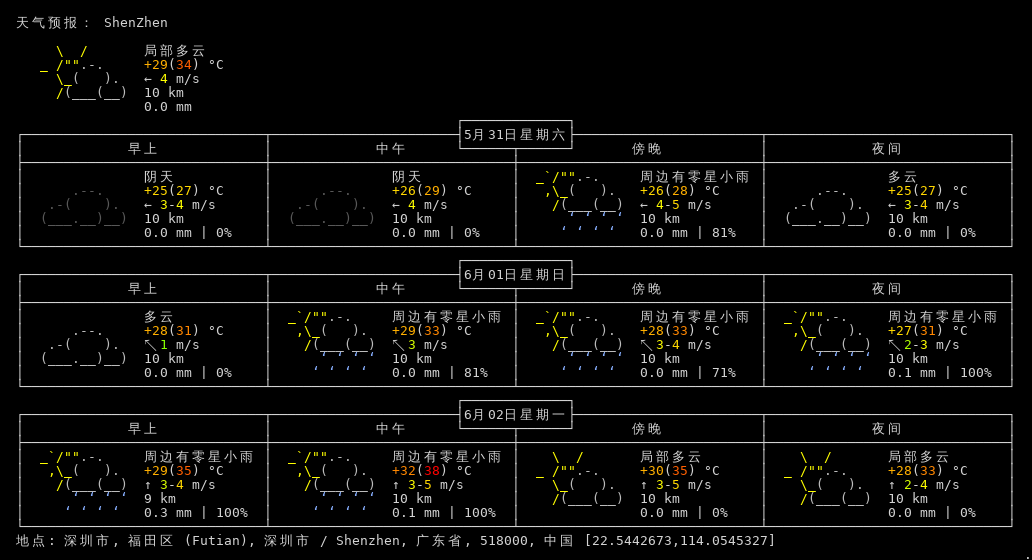 天气预报： ShenZhen
局部多云
+29(34) °C
← 4 m/s
10 km
0.0 mm
5月31日星期六
早上 中午 傍晚 夜间
阴天 阴天 周边有零星小雨 多云
+25(27) °C +26(29) °C +26(28) °C +25(27) °C
← 3-4 m/s ← 4 m/s ← 4-5 m/s ← 3-4 m/s
10 km 10 km 10 km 10 km
0.0 mm | 0% 0.0 mm | 0% 0.0 mm | 81% 0.0 mm | 0%
6月01日星期日
早上 中午 傍晚 夜间
多云 周边有零星小雨 周边有零星小雨 周边有零星小雨
+28(31) °C +29(33) °C +28(33) °C +27(31) °C
↖ 1 m/s ↖ 3 m/s ↖ 3-4 m/s ↖ 2-3 m/s
10 km 10 km 10 km 10 km
0.0 mm | 0% 0.0 mm | 81% 0.0 mm | 71% 0.1 mm | 100%
6月02日星期一
早上 中午 傍晚 夜间
周边有零星小雨 周边有零星小雨 局部多云 局部多云
+29(35) °C +32(38) °C +30(35) °C +28(33) °C
↑ 3-4 m/s ↑ 3-5 m/s ↑ 3-5 m/s ↑ 2-4 m/s
9 km 10 km 10 km 10 km
0.3 mm | 100% 0.1 mm | 100% 0.0 mm | 0% 0.0 mm | 0%
地点: 深圳市, 福田区 (Futian), 深圳市 / Shenzhen, 广东省, 518000, 中国 [22.5442673,114.0545327]